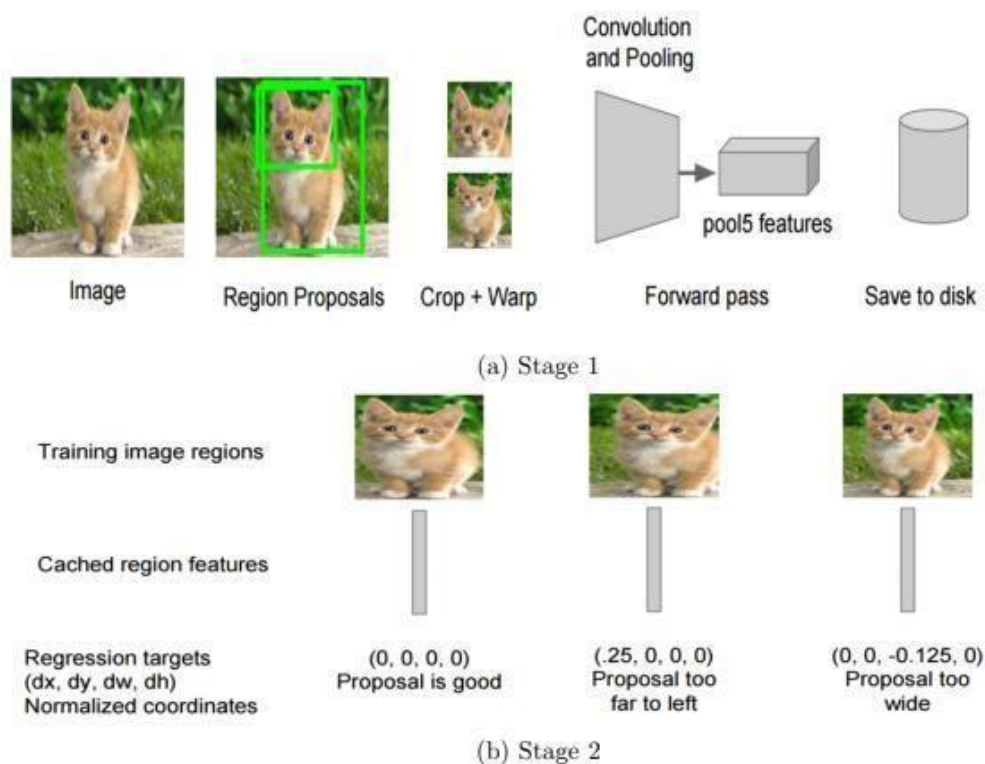 Convolution
and Pooling
pool5 features
Image
Region Proposals
Crop + Warp
Forward pass
Save to disk
(a) Stage 1
Training image regions
Cached region features
Regression targets
(dx, dy, dw, dh)
Normalized coordinates
(0, 0, 0, 0)
Proposal is good
(.25, 0, 0, 0)
Proposal too
far to left
(0, 0, -0.125, 0)
Proposal too
wide
(b) Stage 2